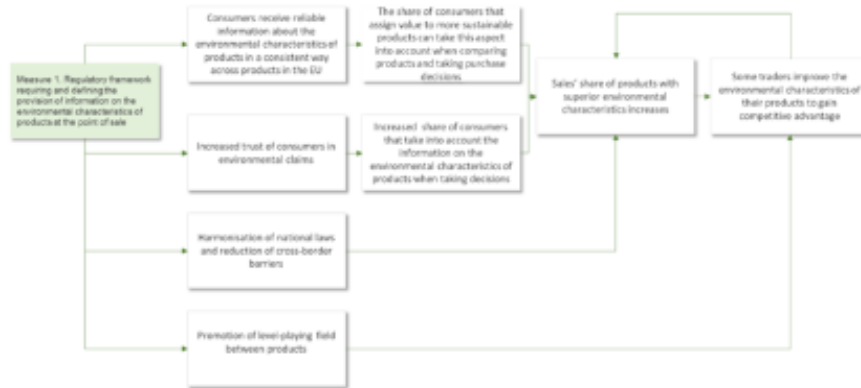 Measure 1. Regulatory framework
requiring and defining the
provision of information on the
environmental characteristics of
products at the point of sale
Consumers receive reliable
information about the
environmental characteristics of
products in a consistent way
across products in the EU
The share of consumers that
assign value to more sustainable
products can take this aspect
into account when comparing
products and taking purchase
decisions
Increased trust of consumers in
environmental claims
Increased share of consumers
that take into account the
information on the
environmental characteristics of
products when taking decisions
Sales' share of products with
superior environmental
characteristics increases
Some traders improve the
environmental characteristics of
their products to gain
competitive advantage
Harmonisation of national laws
and reduction of cross-border
barriers
Promotion of level-playing field
between products